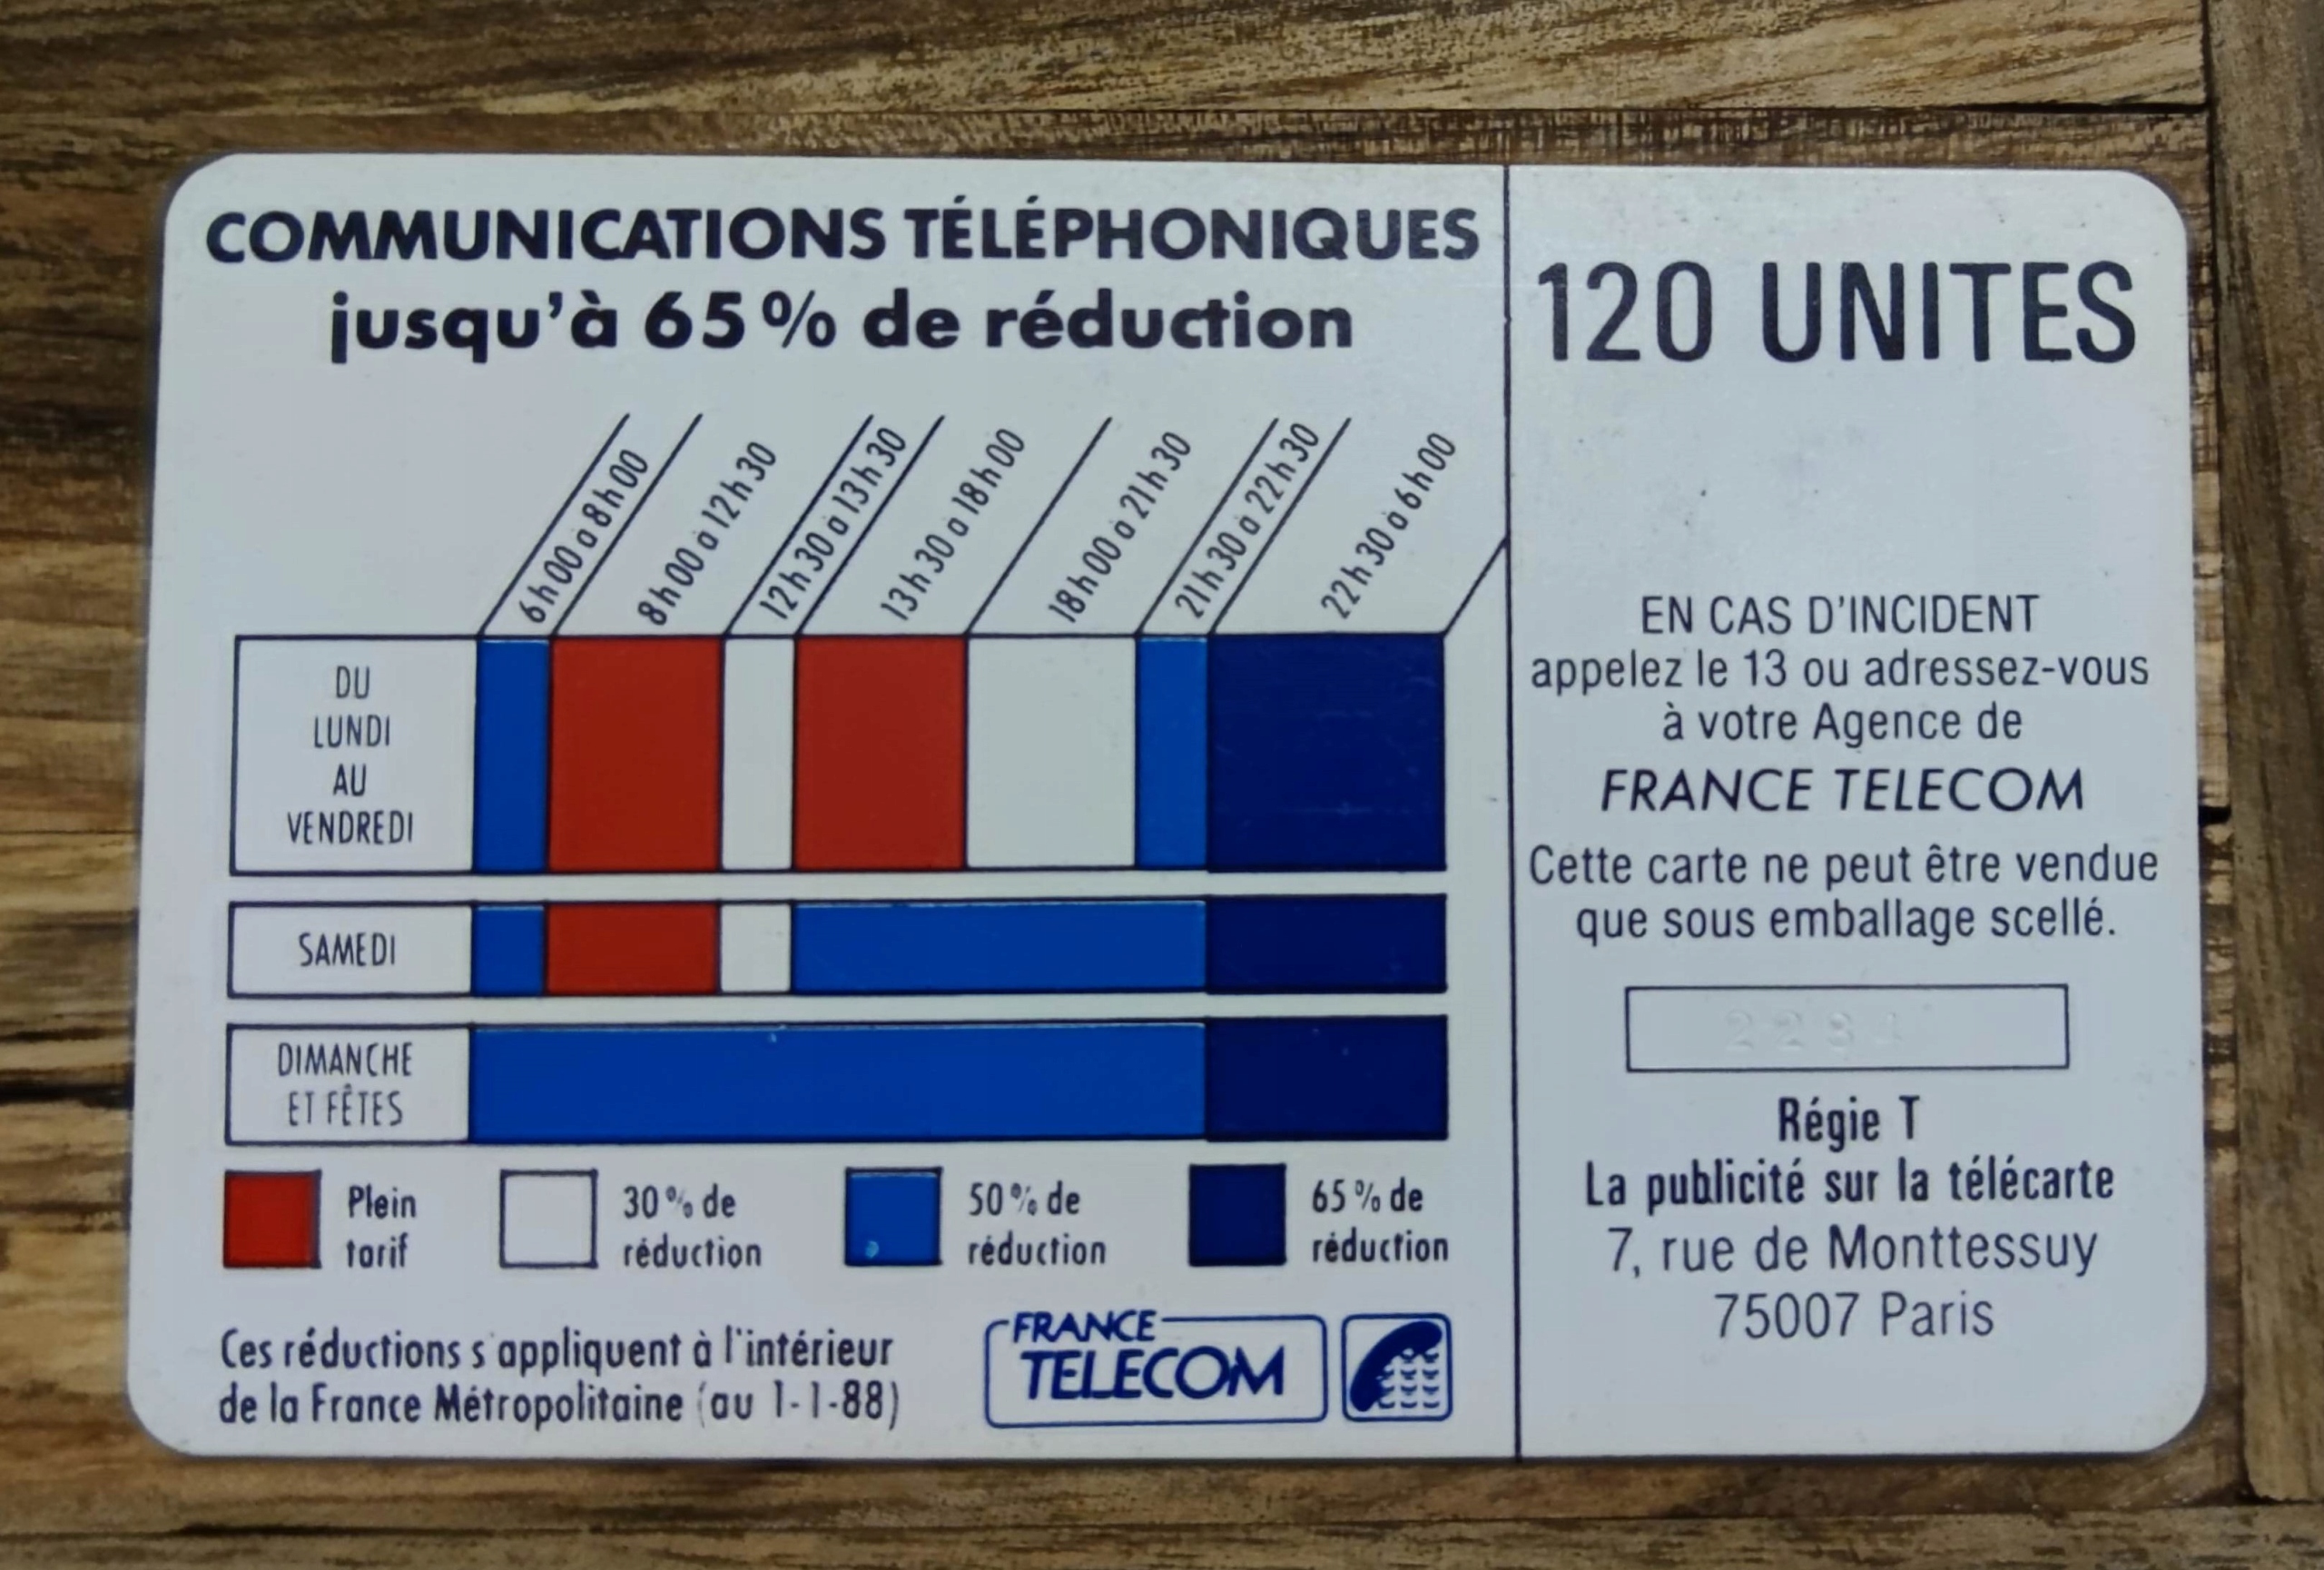 COMMUNICATIONS TÉLÉPHONIQUES
jusqu'à 65% de réduction
6h00 à 8h00
8h00 à 12h30
12h30 à 13h30
13h30 à 18h00
18h00 à 21h30
21h30 à 22h30
22h30 à 6h00
DU
LUNDI
AU
VENDREDI
SAMEDI
DIMANCHE
ET FÊTES
Plein
tarif
30% de
réduction
50% de
réduction
65% de
réduction
Ces réductions s'appliquent à l'intérieur
de la France Métropolitaine (au 1-1-88)
FRANCE
TELECOM
120 UNITES
EN CAS D'INCIDENT
appelez le 13 ou adressez-vous
à votre Agence de
FRANCE TELECOM
Cette carte ne peut être vendue
que sous emballage scellé.
Régie T
La publicité sur la télécarte
7, rue de Monttessuy
75007 Paris